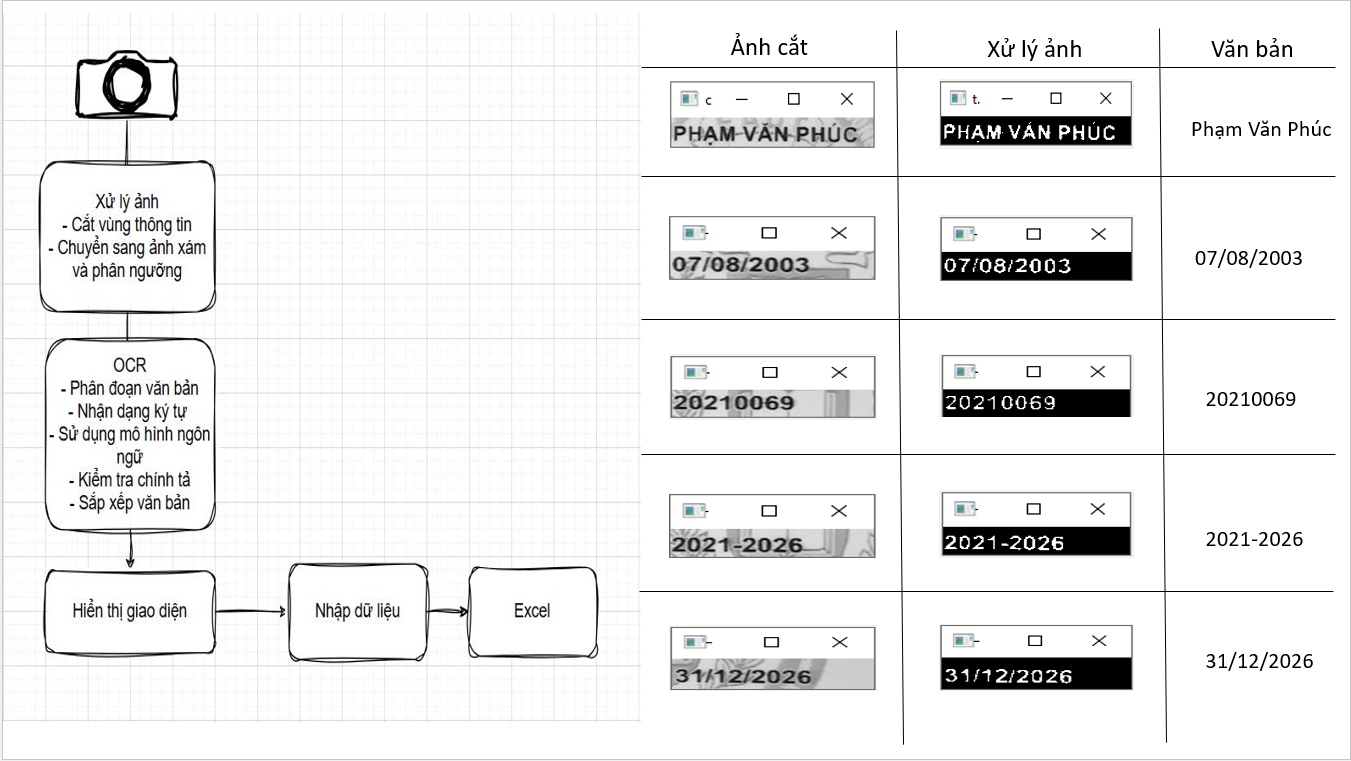 Xử lý ảnh
- Cắt vùng thông tin
- Chuyển sang ảnh xám
và phân ngưỡng
OCR
- Phân đoạn văn bản
- Nhận dạng ký tự
- Sử dụng mô hình ngôn
ngữ
- Kiểm tra chính tả
- Sắp xếp văn bản
Hiển thị giao diện
Nhập dữ liệu
Excel
Ảnh cắt
Xử lý ảnh
Văn bản
c
t.
PHẠM VĂN PHÚC
PHẠM VĂN PHÚC
Phạm Văn Phúc
07/08/2003
07/08/2003
07/08/2003
20210069
20210069
20210069
2021-2026
2021-2026
2021-2026
31/12/2026
31/12/2026
31/12/2026